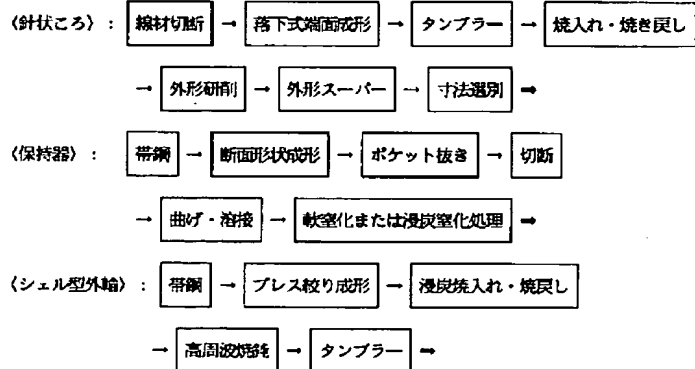 〈針状ころ〉： 線材切断 → 落下式端面成形 → タンブラー → 焼入れ・焼き戻し
→ 外形研削 → 外形スーパー → 寸法選別 ➡
〈保持器〉： 帯鋼 → 断面形状成形 → ポケット抜き → 切断
→ 曲げ・溶接 → 軟窒化または浸炭窒化処理 ➡
〈シェル型外輪〉： 帯鋼 → プレス絞り成形 → 浸炭焼入れ・焼戻し
→ 高周波焼鈍 → タンブラー ➡